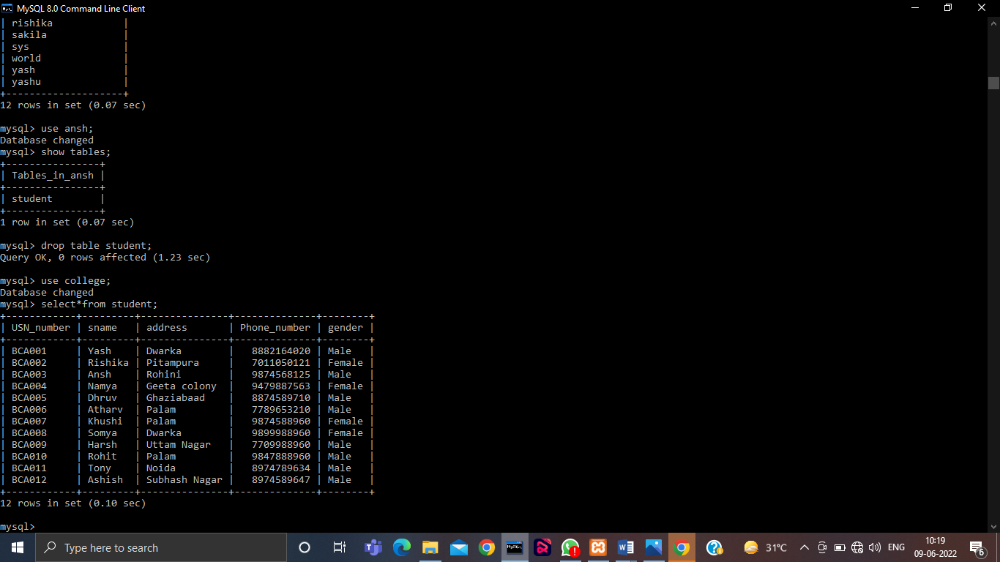 MySQL 8.0 Command Line Client
| rishika            |
| sakila             |
| sys                |
| world              |
| yash               |
| yashu              |
+--------------------+
12 rows in set (0.07 sec)
mysql> use ansh;
Database changed
mysql> show tables;
+----------------+
| Tables_in_ansh |
+----------------+
| student        |
+----------------+
1 row in set (0.07 sec)
mysql> drop table student;
Query OK, 0 rows affected (1.23 sec)
mysql> use college;
Database changed
mysql> select*from student;
+------------+---------+---------------+--------------+--------+
| USN_number | sname   | address       | Phone_number | gender |
+------------+---------+---------------+--------------+--------+
| BCA001     | Yash    | Dwarka        |   8882164020 | Male   |
| BCA002     | Rishika | Pitampura     |   7011050121 | Female |
| BCA003     | Ansh    | Rohini        |   9874568125 | Male   |
| BCA004     | Namya   | Geeta colony  |   9479887563 | Female |
| BCA005     | Dhruv   | Ghaziabaad    |   8874589710 | Male   |
| BCA006     | Atharv  | Palam         |   7789653210 | Male   |
| BCA007     | Khushi  | Palam         |   9874588960 | Female |
| BCA008     | Somya   | Dwarka        |   9899988960 | Female |
| BCA009     | Harsh   | Uttam Nagar   |   7709988960 | Male   |
| BCA010     | Rohit   | Palam         |   9847888960 | Male   |
| BCA011     | Tony    | Noida         |   8974789634 | Male   |
| BCA012     | Ashish  | Subhash Nagar |   8974589647 | Male   |
+------------+---------+---------------+--------------+--------+
12 rows in set (0.10 sec)
mysql>
Type here to search
MySQL
31°C
ENG
10:19
09-06-2022
6